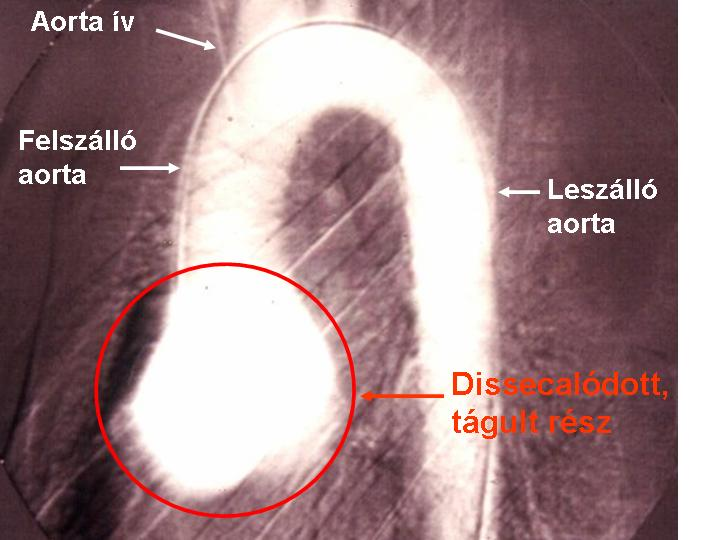 Aorta ív
Felszálló
aorta
Leszálló
aorta
Dissecalódott,
tágult rész